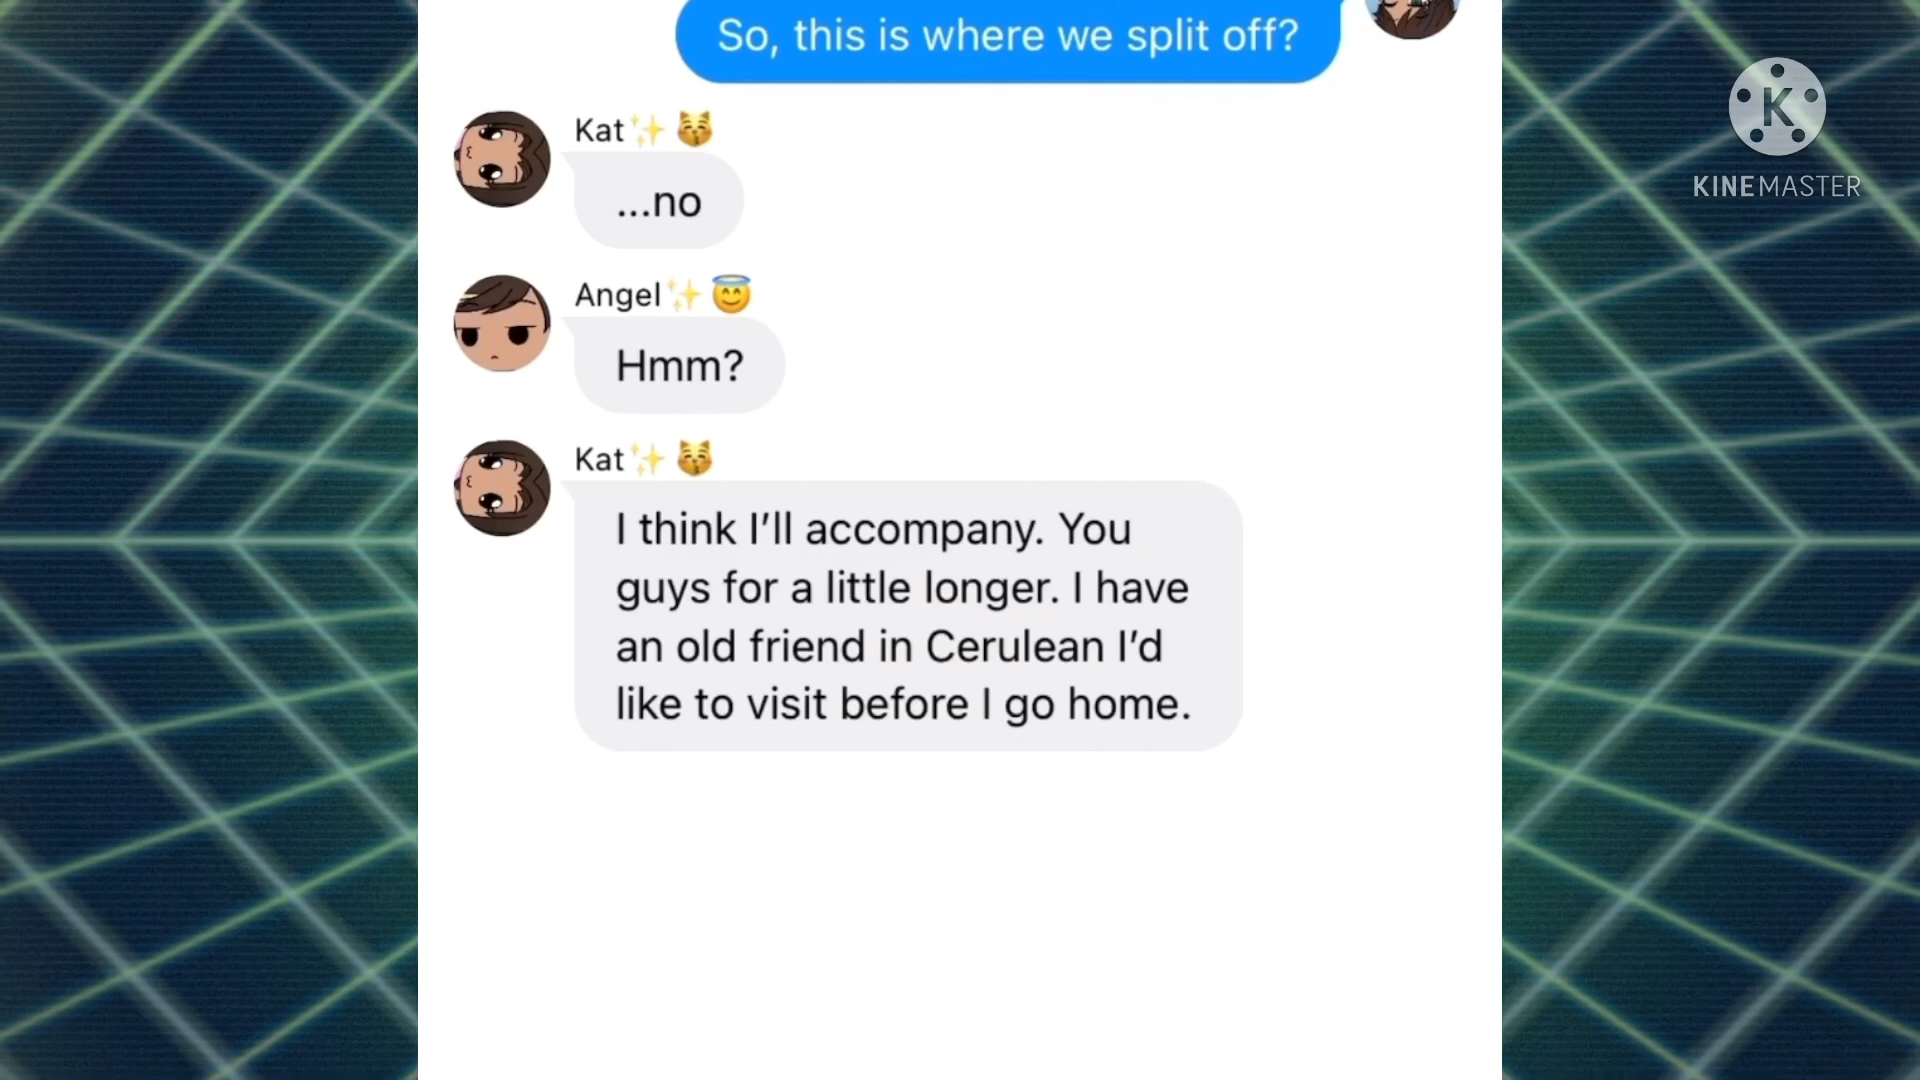 So, this is where we split off?
Kat✨😽
...no
Angel✨😇
Hmm?
Kat✨😽
I think I’ll accompany. You
guys for a little longer. I have
an old friend in Cerulean I’d
like to visit before I go home.
K
KINEMASTER